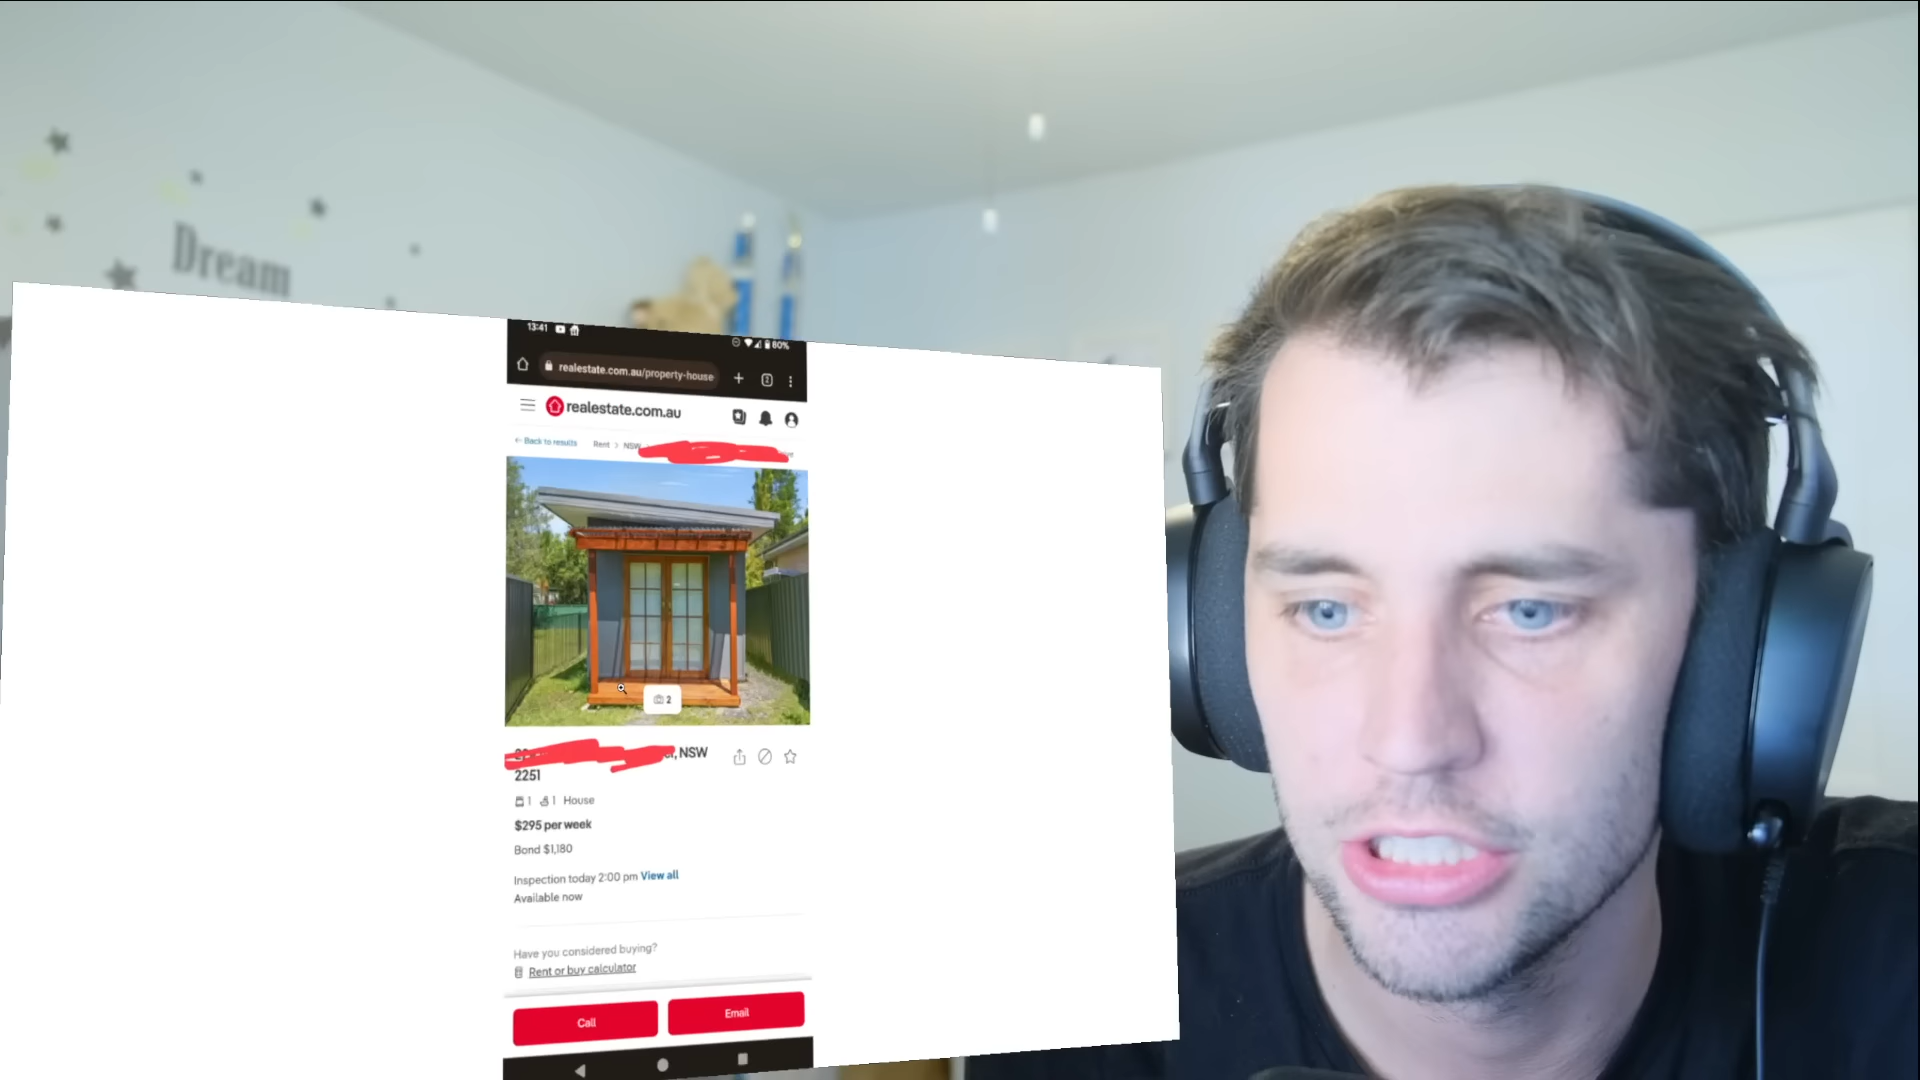 Dream
13:41
80%
realestate.com.au/property-house
2
realestate.com.au
← Back to results Rent > NSW
2
, NSW
2251
1 1 House
$295 per week
Bond $1,180
Inspection today 2:00 pm View all
Available now
Have you considered buying?
Rent or buy calculator
Call
Email